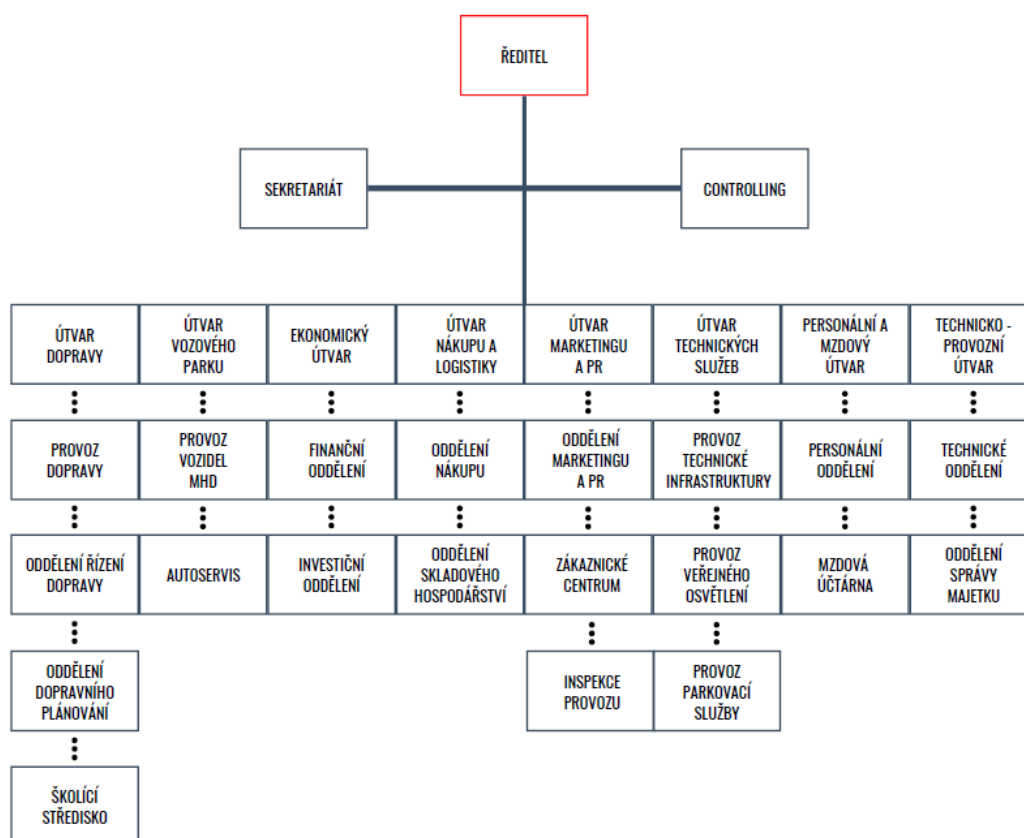 ŘEDITEL
SEKRETARIÁT
CONTROLLING
ÚTVAR
DOPRAVY
ÚTVAR
VOZOVÉHO
PARKU
EKONOMICKÝ
ÚTVAR
ÚTVAR
NÁKUPU A
LOGISTIKY
ÚTVAR
MARKETINGU
A PR
ÚTVAR
TECHNICKÝCH
SLUŽEB
PERSONÁLNÍ A
MZDOVÝ
ÚTVAR
TECHNICKO -
PROVOZNÍ
ÚTVAR
PROVOZ
DOPRAVY
PROVOZ
VOZIDEL
MHD
FINANČNÍ
ODDĚLENÍ
ODDĚLENÍ
NÁKUPU
ODDĚLENÍ
MARKETINGU
A PR
PROVOZ
TECHNICKÉ
INFRASTRUKTURY
PERSONÁLNÍ
ODDĚLENÍ
TECHNICKÉ
ODDĚLENÍ
ODDĚLENÍ ŘÍZENÍ
DOPRAVY
AUTOSERVIS
INVESTIČNÍ
ODDĚLENÍ
ODDĚLENÍ
SKLADOVÉHO
HOSPODÁŘSTVÍ
ZÁKAZNICKÉ
CENTRUM
PROVOZ
VEŘEJNÉHO
OSVĚTLENÍ
MZDOVÁ
ÚČTÁRNA
ODDĚLENÍ
SPRÁVY
MAJETKU
ODDĚLENÍ
DOPRAVNÍHO
PLÁNOVÁNÍ
INSPEKCE
PROVOZU
PROVOZ
PARKOVACÍ
SLUŽBY
ŠKOLÍCÍ
STŘEDISKO